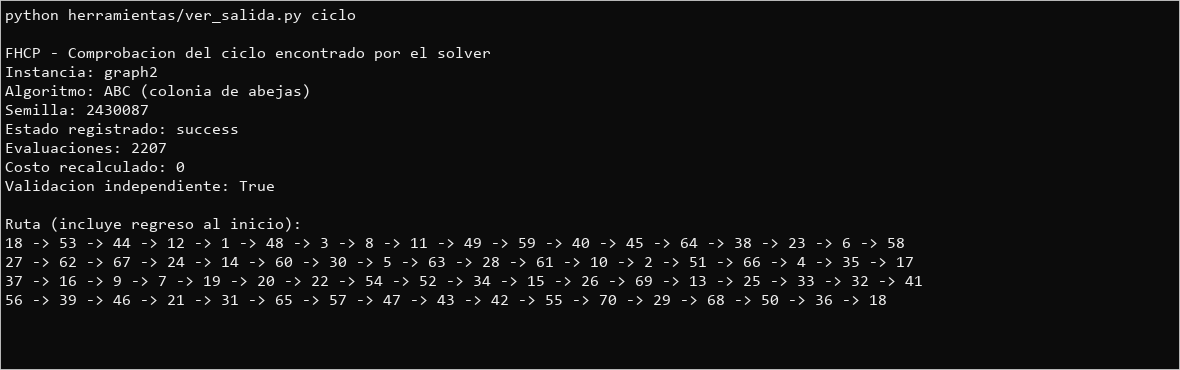 python herramientas/ver_salida.py ciclo
FHCP - Comprobacion del ciclo encontrado por el solver
Instancia: graph2
Algoritmo: ABC (colonia de abejas)
Semilla: 2430087
Estado registrado: success
Evaluaciones: 2207
Costo recalculado: 0
Validacion independiente: True
Ruta (incluye regreso al inicio):
18 -> 53 -> 44 -> 12 -> 1 -> 48 -> 3 -> 8 -> 11 -> 49 -> 59 -> 40 -> 45 -> 64 -> 38 -> 23 -> 6 -> 58
27 -> 62 -> 67 -> 24 -> 14 -> 60 -> 30 -> 5 -> 63 -> 28 -> 61 -> 10 -> 2 -> 51 -> 66 -> 4 -> 35 -> 17
37 -> 16 -> 9 -> 7 -> 19 -> 20 -> 22 -> 54 -> 52 -> 34 -> 15 -> 26 -> 69 -> 13 -> 25 -> 33 -> 32 -> 41
56 -> 39 -> 46 -> 21 -> 31 -> 65 -> 57 -> 47 -> 43 -> 42 -> 55 -> 70 -> 29 -> 68 -> 50 -> 36 -> 18